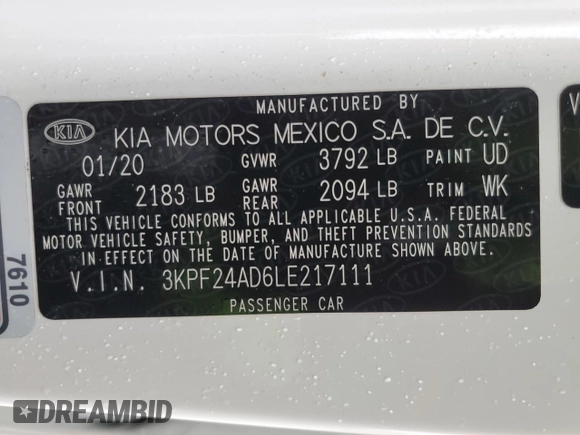 MANUFACTURED BY
KIA KIA MOTORS MEXICO S.A. DE C.V.
01/20 GVWR 3792 LB PAINT UD
GAWR FRONT 2183 LB GAWR REAR 2094 LB TRIM WK
THIS VEHICLE CONFORMS TO ALL APPLICABLE U.S.A. FEDERAL
MOTOR VEHICLE SAFETY, BUMPER, AND THEFT PREVENTION STANDARDS
IN EFFECT ON THE DATE OF MANUFACTURE SHOWN ABOVE.
V.I.N. 3KPF24AD6LE217111
PASSENGER CAR
7610
V
DREAMBID